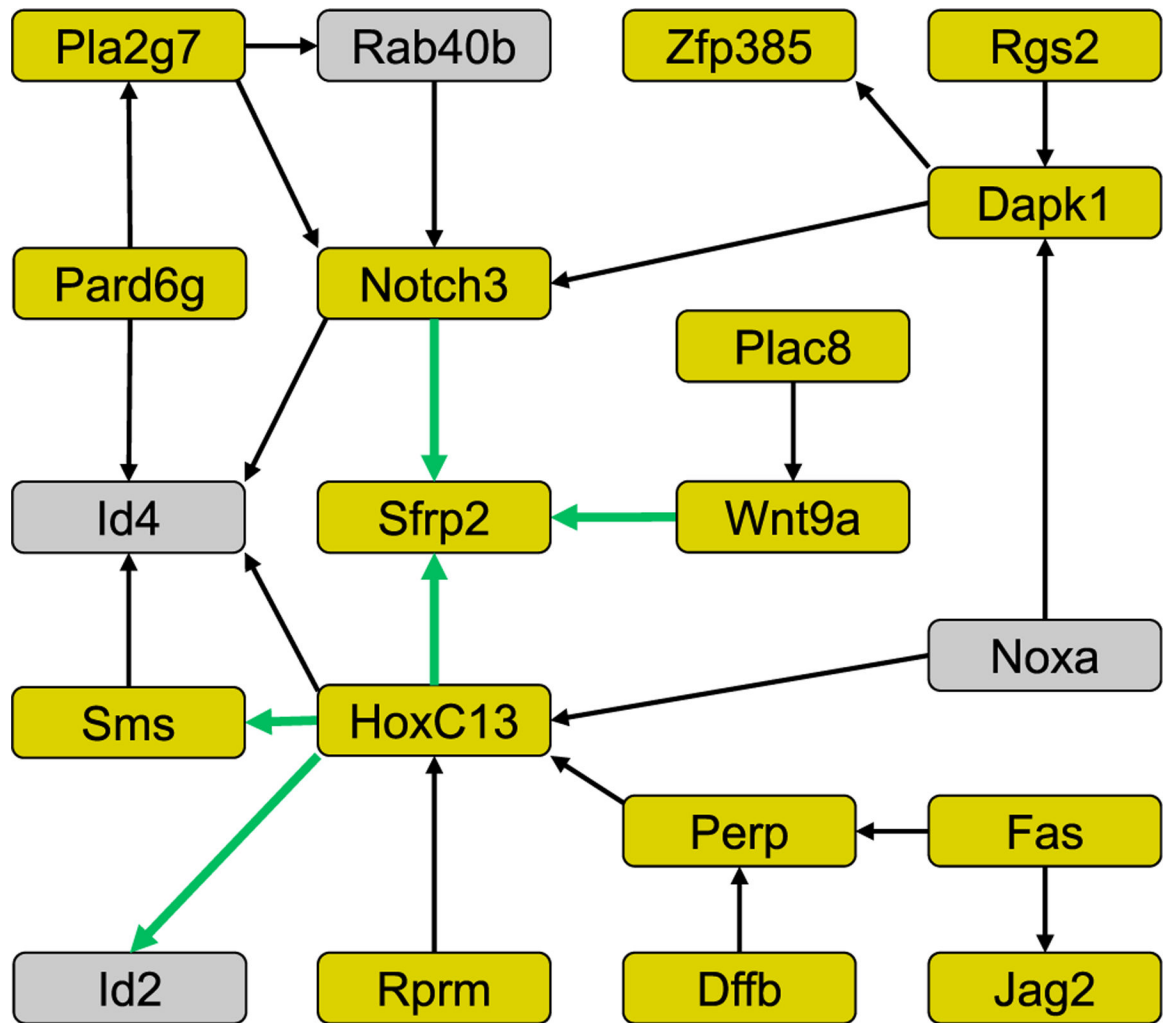 Pla2g7
Rab40b
Zfp385
Rgs2
Dapk1
Pard6g
Notch3
Plac8
Id4
Sfrp2
Wnt9a
Noxa
Sms
HoxC13
Perp
Fas
Id2
Rprm
Dffb
Jag2